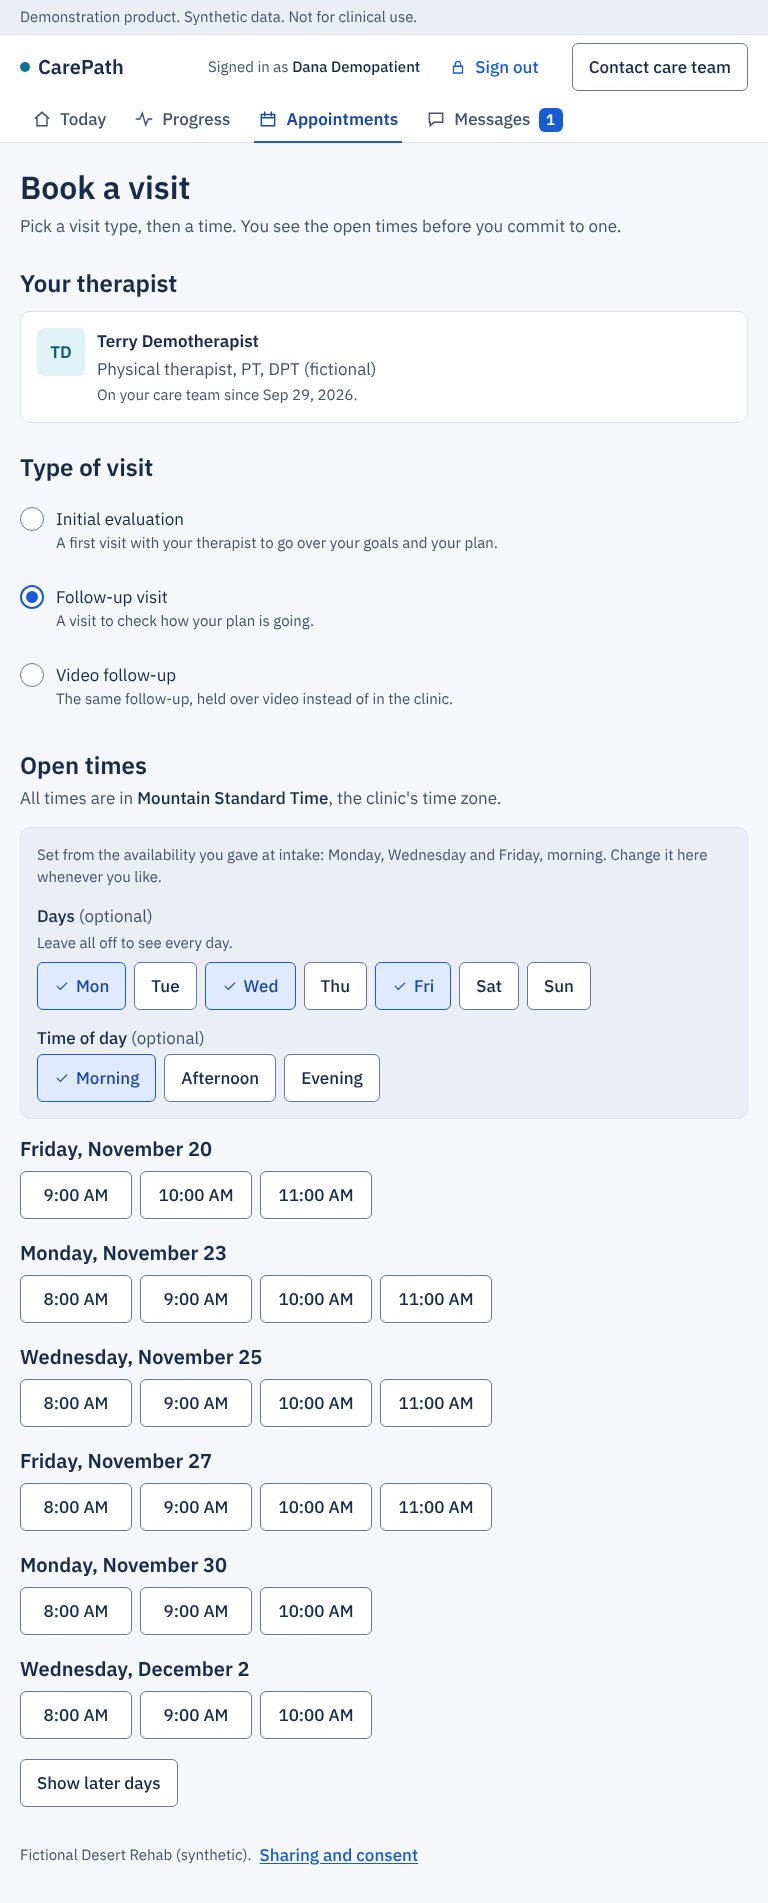 Demonstration product. Synthetic data. Not for clinical use.
CarePath
Signed in as Dana Demopatient
Sign out
Contact care team
Today
Progress
Appointments
Messages 1
Book a visit
Pick a visit type, then a time. You see the open times before you commit to one.
Your therapist
TD
Terry Demotherapist
Physical therapist, PT, DPT (fictional)
On your care team since Sep 29, 2026.
Type of visit
Initial evaluation
A first visit with your therapist to go over your goals and your plan.
Follow-up visit
A visit to check how your plan is going.
Video follow-up
The same follow-up, held over video instead of in the clinic.
Open times
All times are in Mountain Standard Time, the clinic's time zone.
Set from the availability you gave at intake: Monday, Wednesday and Friday, morning. Change it here
whenever you like.
Days (optional)
Leave all off to see every day.
Mon Tue Wed Thu Fri Sat Sun
Time of day (optional)
Morning Afternoon Evening
Friday, November 20
9:00 AM 10:00 AM 11:00 AM
Monday, November 23
8:00 AM 9:00 AM 10:00 AM 11:00 AM
Wednesday, November 25
8:00 AM 9:00 AM 10:00 AM 11:00 AM
Friday, November 27
8:00 AM 9:00 AM 10:00 AM 11:00 AM
Monday, November 30
8:00 AM 9:00 AM 10:00 AM
Wednesday, December 2
8:00 AM 9:00 AM 10:00 AM
Show later days
Fictional Desert Rehab (synthetic). Sharing and consent